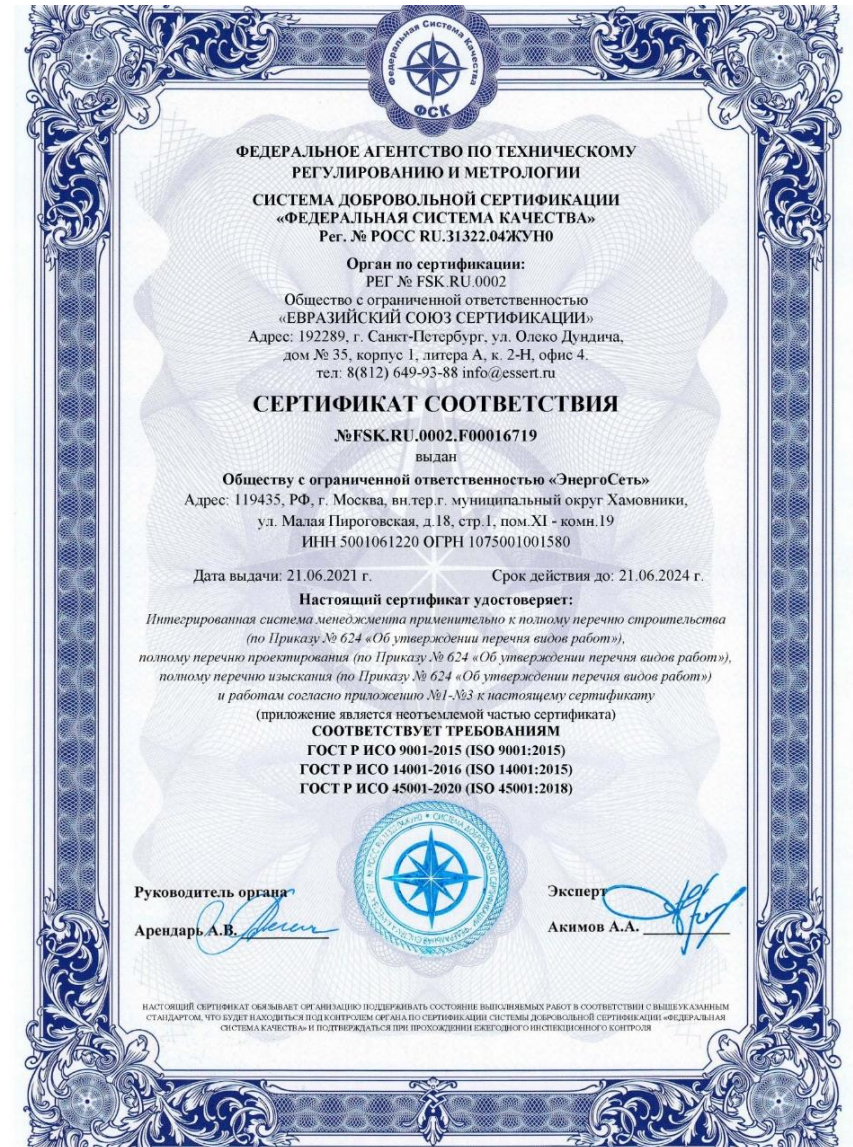 Федеральная Система Качества
ФСК
ФЕДЕРАЛЬНОЕ АГЕНТСТВО ПО ТЕХНИЧЕСКОМУ
РЕГУЛИРОВАНИЮ И МЕТРОЛОГИИ
СИСТЕМА ДОБРОВОЛЬНОЙ СЕРТИФИКАЦИИ
«ФЕДЕРАЛЬНАЯ СИСТЕМА КАЧЕСТВА»
Рег. № РОСС RU.31322.04ЖУН0
Орган по сертификации:
РЕГ № FSK.RU.0002
Общество с ограниченной ответственностью
«ЕВРАЗИЙСКИЙ СОЮЗ СЕРТИФИКАЦИИ»
Адрес: 192289, г. Санкт-Петербург, ул. Олеко Дундича,
дом № 35, корпус 1, литера А, к. 2-Н, офис 4.
тел: 8(812) 649-93-88 info@essert.ru
СЕРТИФИКАТ СООТВЕТСТВИЯ
№FSK.RU.0002.F00016719
выдан
Обществу с ограниченной ответственностью «ЭнергоСеть»
Адрес: 119435, РФ, г. Москва, вн.тер.г. муниципальный округ Хамовники,
ул. Малая Пироговская, д.18, стр.1, пом.XI - комн.19
ИНН 5001061220 ОГРН 1075001001580
Дата выдачи: 21.06.2021 г. Срок действия до: 21.06.2024 г.
Настоящий сертификат удостоверяет:
Интегрированная система менеджмента применительно к полному перечню строительства
(по Приказу № 624 «Об утверждении перечня видов работ»),
полному перечню проектирования (по Приказу № 624 «Об утверждении перечня видов работ»),
полному перечню изыскания (по Приказу № 624 «Об утверждении перечня видов работ»)
и работам согласно приложению №1-№3 к настоящему сертификату
(приложение является неотъемлемой частью сертификата)
СООТВЕТСТВУЕТ ТРЕБОВАНИЯМ
ГОСТ Р ИСО 9001-2015 (ISO 9001:2015)
ГОСТ Р ИСО 14001-2016 (ISO 14001:2015)
ГОСТ Р ИСО 45001-2020 (ISO 45001:2018)
Руководитель органа
Арендарь А.В.
Эксперт
Акимов А.А.
НАСТОЯЩИЙ СЕРТИФИКАТ ОБЯЗЫВАЕТ ОРГАНИЗАЦИЮ ПОДДЕРЖИВАТЬ СОСТОЯНИЕ ВЫПОЛНЯЕМЫХ РАБОТ В СООТВЕТСТВИИ С ВЫШЕУКАЗАННЫМ
СТАНДАРТОМ, ЧТО БУДЕТ НАХОДИТЬСЯ ПОД КОНТРОЛЕМ ОРГАНА ПО СЕРТИФИКАЦИИ СИСТЕМЫ ДОБРОВОЛЬНОЙ СЕРТИФИКАЦИИ «ФЕДЕРАЛЬНАЯ
СИСТЕМА КАЧЕСТВА» И ПОДТВЕРЖДАТЬСЯ ПРИ ПРОХОЖДЕНИИ ЕЖЕГОДНОГО ИНСПЕКЦИОННОГО КОНТРОЛЯ